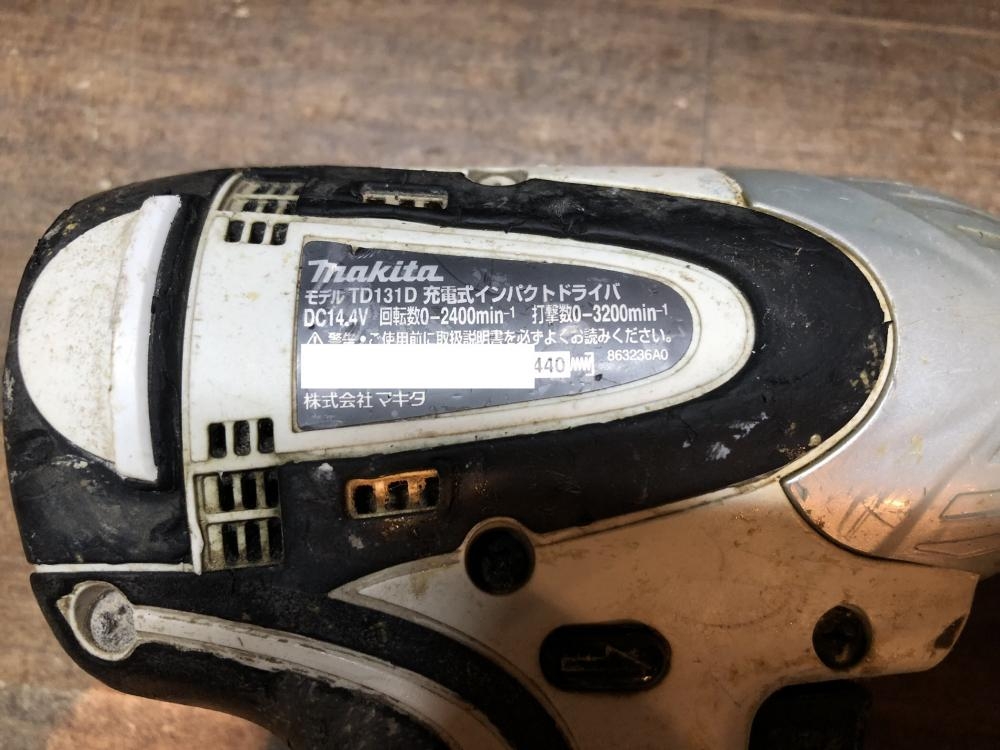 makita
モデル TD131D 充電式インパクトドライバ
DC14.4V 回転数0-2400min⁻¹ 打撃数0-3200min⁻¹
⚠ 警告・ご使用前に取扱説明書を必ずよくお読みください。
440 863236A0
株式会社マキタ